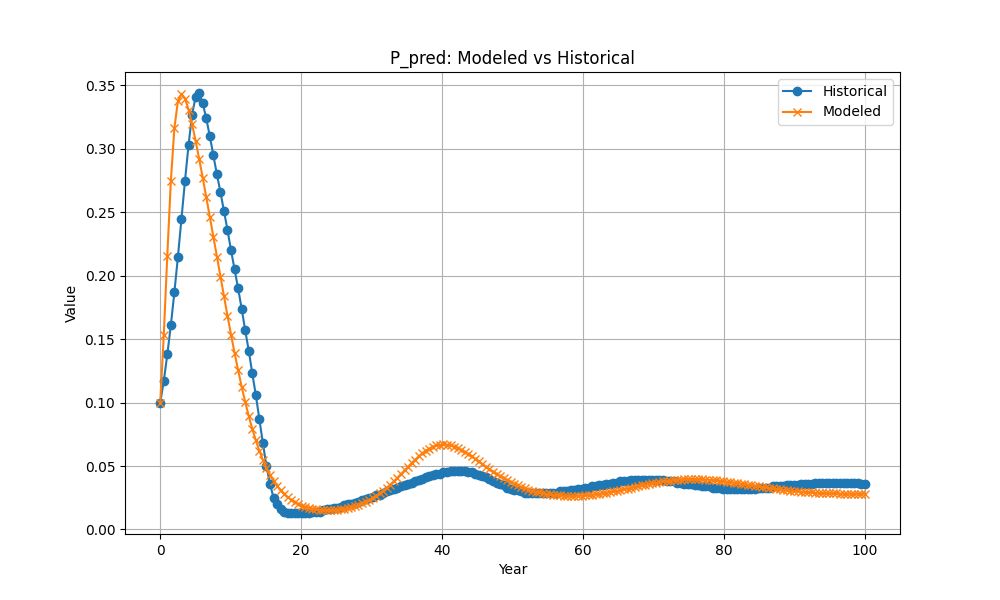 P_pred: Modeled vs Historical
Historical
Modeled
Value
0.35
0.30
0.25
0.20
0.15
0.10
0.05
0.00
0 20 40 60 80 100
Year